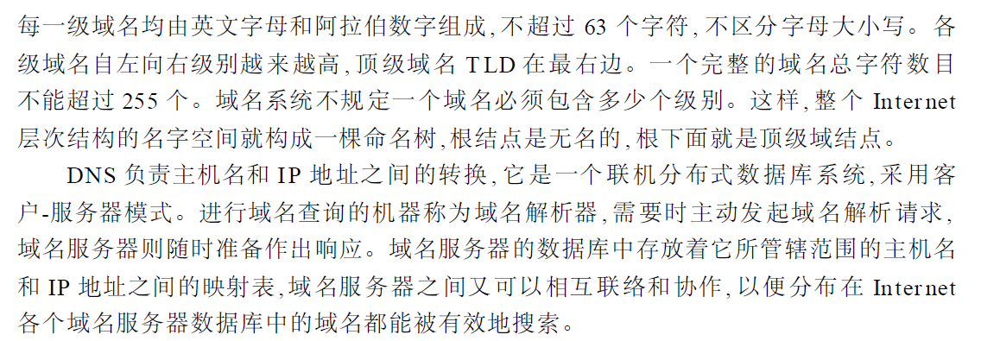 每一级域名均由英文字母和阿拉伯数字组成,不超过 63 个字符,不区分字母大小写。各
级域名自左向右级别越来越高,顶级域名 TLD 在最右边。一个完整的域名总字符数目
不能超过 255 个。域名系统不规定一个域名必须包含多少个级别。这样,整个 Internet
层次结构的名字空间就构成一棵命名树,根结点是无名的,根下面就是顶级域结点。
DNS 负责主机名和 IP 地址之间的转换,它是一个联机分布式数据库系统,采用客
户-服务器模式。进行域名查询的机器称为域名解析器,需要时主动发起域名解析请求,
域名服务器则随时准备作出响应。域名服务器的数据库中存放着它所管辖范围的主机名
和 IP 地址之间的映射表,域名服务器之间又可以相互联络和协作,以便分布在 Internet
各个域名服务器数据库中的域名都能被有效地搜索。